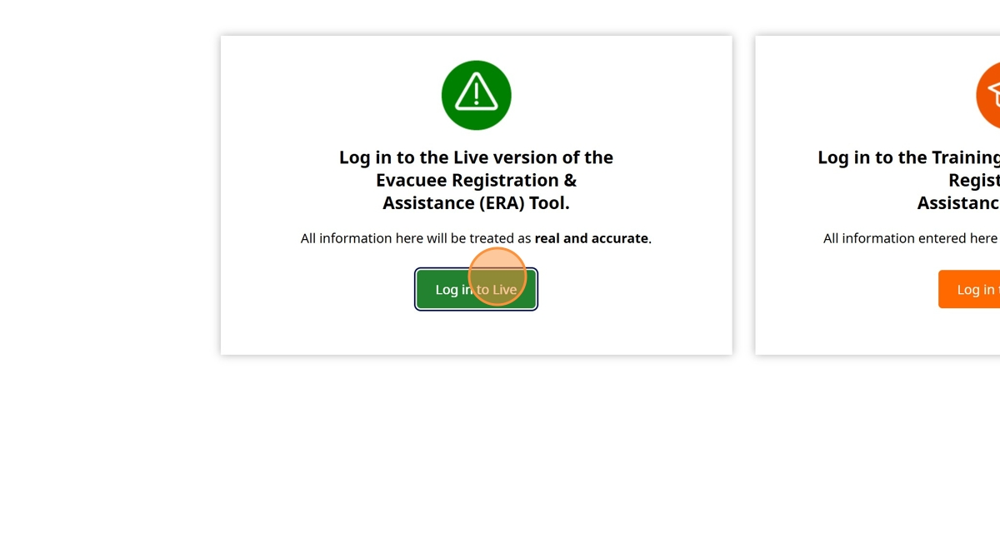 Log in to the Live version of the
Evacuee Registration &
Assistance (ERA) Tool.
All information here will be treated as real and accurate.
Log in to Live
Log in to the Training
Regist
Assistanc
All information entered here
Log in